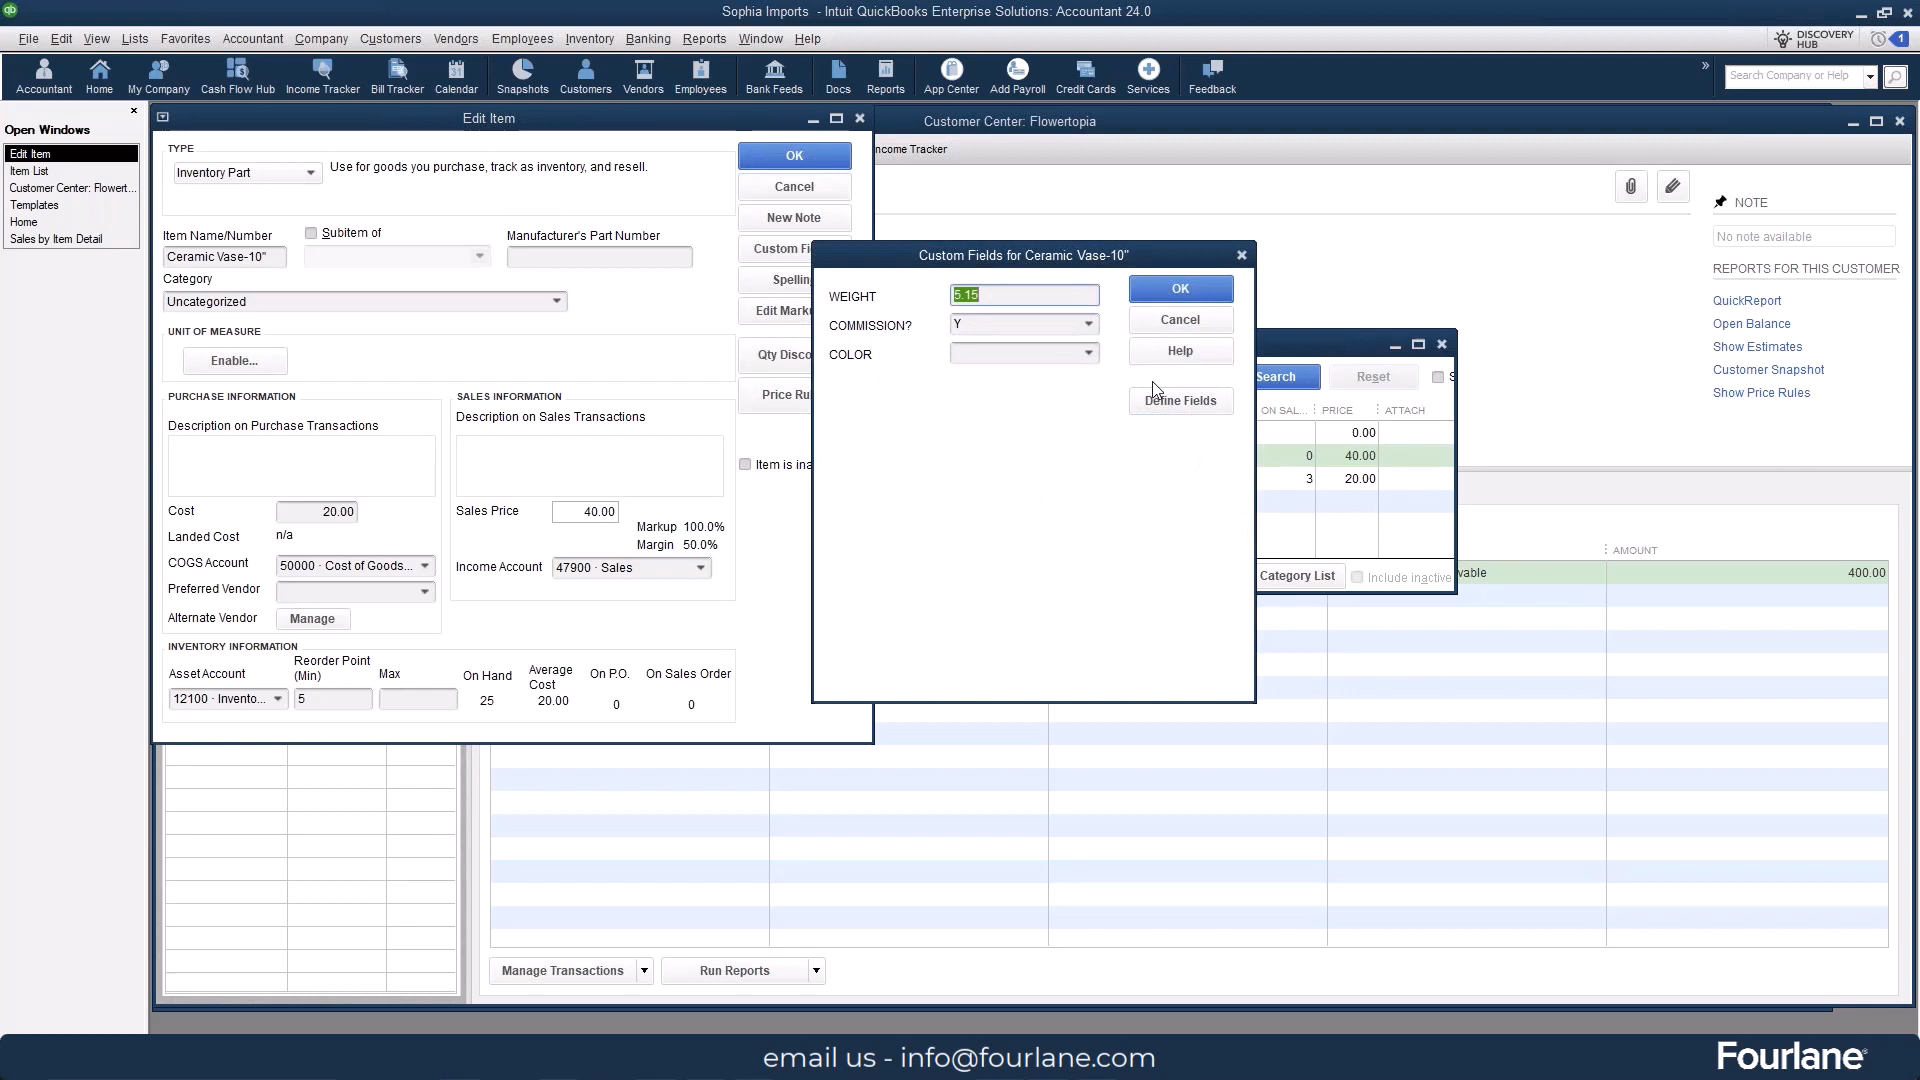 Sophia Imports - Intuit QuickBooks Enterprise Solutions: Accountant 24.0
File Edit View Lists Favorites Accountant Company Customers Vendors Employees Inventory Banking Reports Window Help
DISCOVERY HUB
1
Accountant Home My Company Cash Flow Hub Income Tracker Bill Tracker Calendar Snapshots Customers Vendors Employees Bank Feeds Docs Reports App Center Add Payroll Credit Cards Services Feedback
Search Company or Help
Open Windows
Edit Item
Item List
Customer Center: Flowert...
Templates
Home
Sales by Item Detail
Edit Item
TYPE
Inventory Part
Use for goods you purchase, track as inventory, and resell.
OK
Cancel
New Note
Custom Fi
Spelling
Edit Marku
Qty Disco
Price Ru
Item is ina
Item Name/Number
Subitem of
Manufacturer's Part Number
Ceramic Vase-10"
Category
Uncategorized
UNIT OF MEASURE
Enable...
PURCHASE INFORMATION
Description on Purchase Transactions
Cost 20.00
Landed Cost n/a
COGS Account 50000 · Cost of Goods...
Preferred Vendor
Alternate Vendor Manage
SALES INFORMATION
Description on Sales Transactions
Sales Price 40.00
Markup 100.0%
Margin 50.0%
Income Account 47900 · Sales
INVENTORY INFORMATION
Asset Account Reorder Point (Min) Max On Hand Average Cost On P.O. On Sales Order
12100 · Invento... 5 25 20.00 0 0
Custom Fields for Ceramic Vase-10"
WEIGHT 5.15
COMMISSION? Y
COLOR
OK
Cancel
Help
Define Fields
Customer Center: Flowertopia
ncome Tracker
NOTE
No note available
REPORTS FOR THIS CUSTOMER
QuickReport
Open Balance
Show Estimates
Customer Snapshot
Show Price Rules
Search Reset S
ON SAL... PRICE ATTACH
0.00
0 40.00
3 20.00
Category List Include inactive
AMOUNT
vable 400.00
Manage Transactions Run Reports
email us - info@fourlane.com
Fourlane